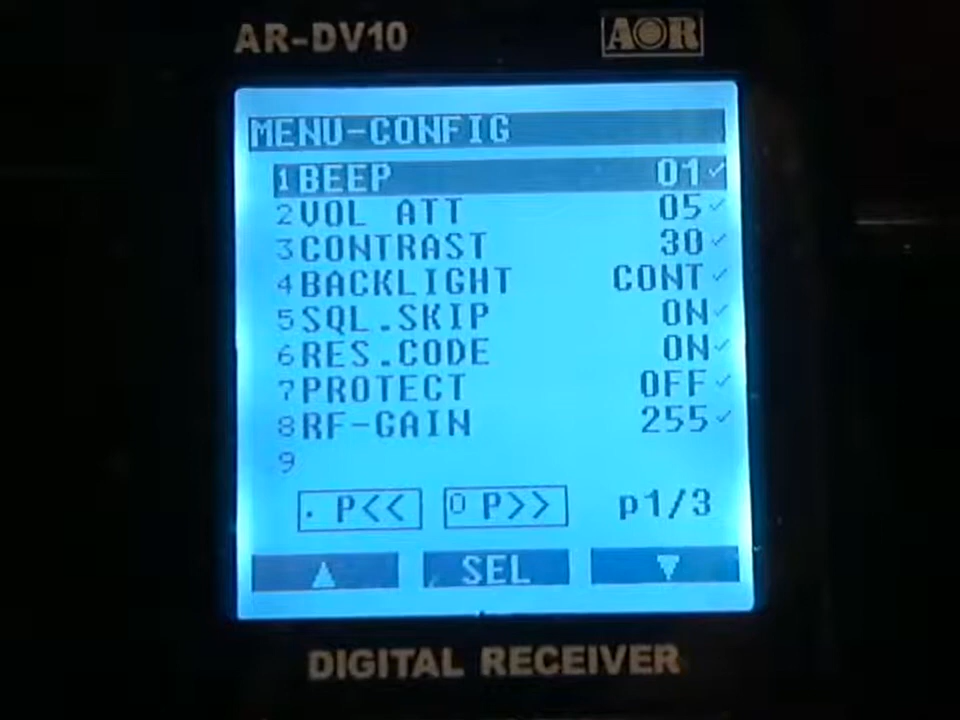 AR-DV10 AOR
MENU-CONFIG
1 BEEP 01✓
2 VOL ATT 05✓
3 CONTRAST 30✓
4 BACKLIGHT CONT✓
5 SQL.SKIP ON✓
6 RES.CODE ON✓
7 PROTECT OFF✓
8 RF-GAIN 255✓
9
. P<< 0 P>> p1/3
▲ SEL ▼
DIGITAL RECEIVER